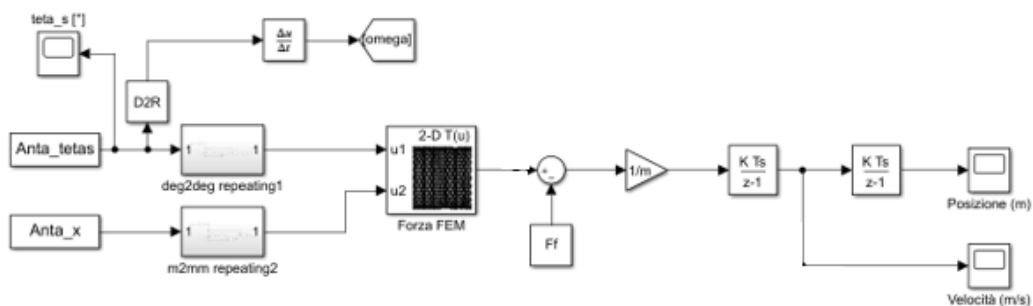 teta_s [°]
Δu
Δt
[omega]
D2R
Anta_tetas
1
1
deg2deg repeating1
2-D T(u)
u1
u2
Forza FEM
Anta_x
1
1
m2mm repeating2
+
-
Ff
1/m
K Ts
z-1
K Ts
z-1
Posizione (m)
Velocità (m/s)